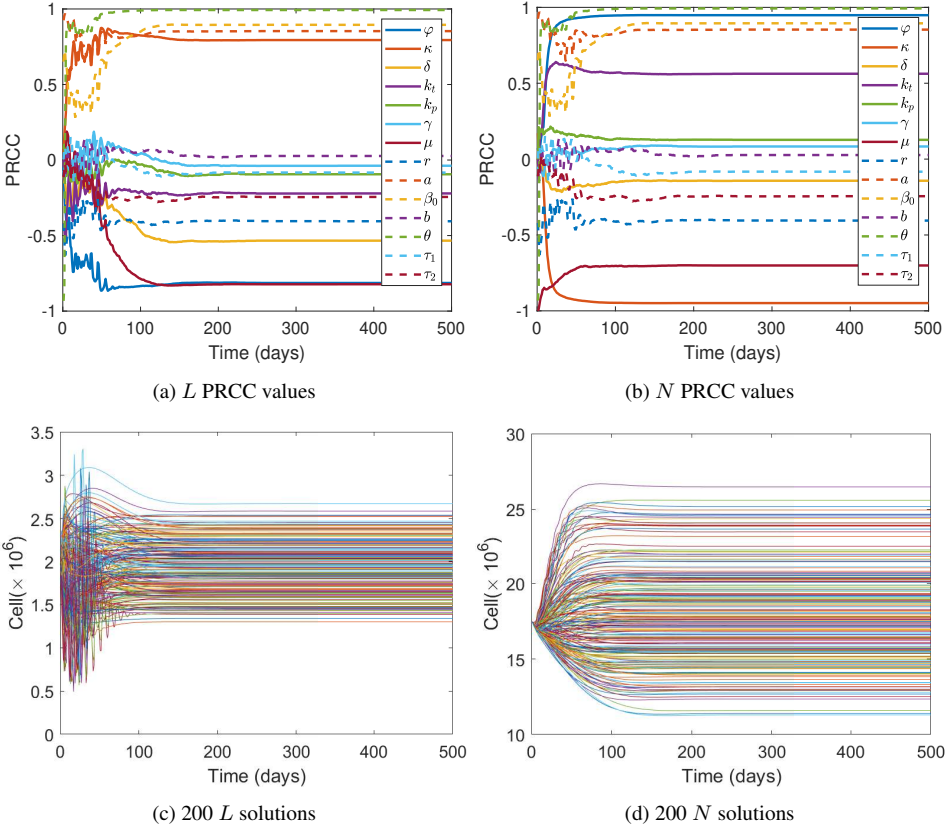 1
0.5
0
-0.5
-1
PRCC
0 100 200 300 400 500
Time (days)
φ
κ
δ
k_t
k_p
γ
μ
r
a
β_0
b
θ
τ_1
τ_2
(a) L PRCC values
1
0.5
0
-0.5
-1
PRCC
0 100 200 300 400 500
Time (days)
φ
κ
δ
k_t
k_p
γ
μ
r
a
β_0
b
θ
τ_1
τ_2
(b) N PRCC values
3.5
3
2.5
2
1.5
1
0.5
0
Cell(× 10^6)
0 100 200 300 400 500
Time (days)
(c) 200 L solutions
30
25
20
15
10
Cell(× 10^6)
0 100 200 300 400 500
Time (days)
(d) 200 N solutions